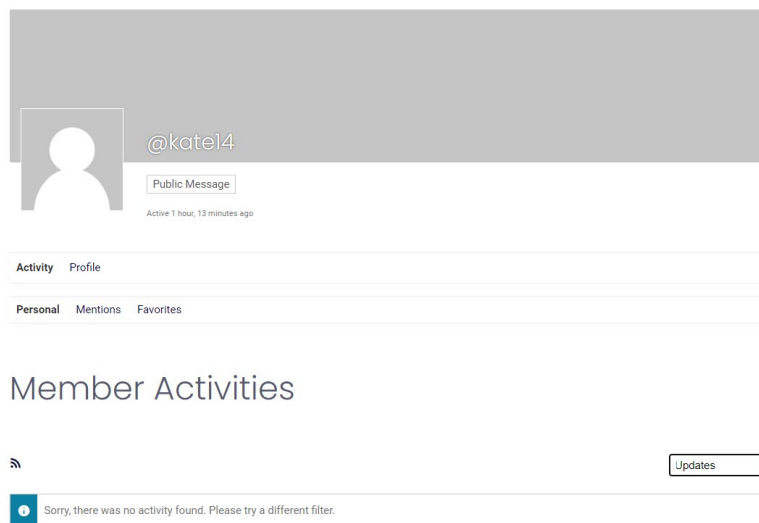 @kate14
Public Message
Active 1 hour, 13 minutes ago
Activity Profile
Personal Mentions Favorites
Member Activities
Updates
Sorry, there was no activity found. Please try a different filter.